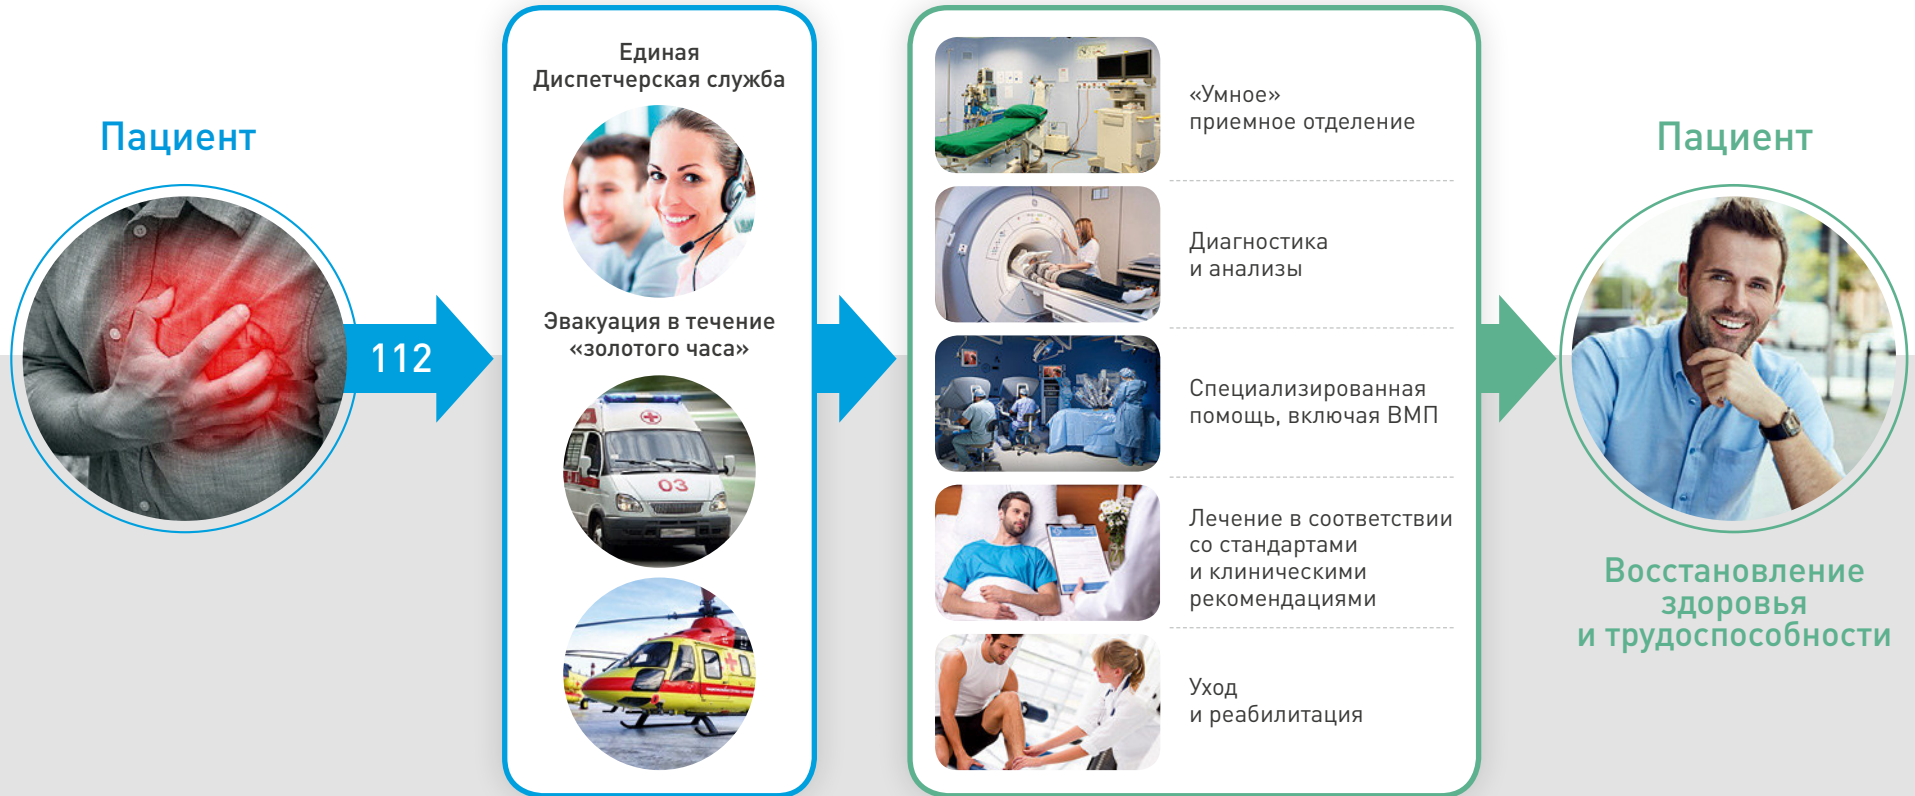 Пациент
112
Единая
Диспетчерская служба
Эвакуация в течение
«золотого часа»
03
«Умное»
приемное отделение
Диагностика
и анализы
Специализированная
помощь, включая ВМП
Лечение в соответствии
со стандартами
и клиническими
рекомендациями
Уход
и реабилитация
Пациент
Восстановление
здоровья
и трудоспособности